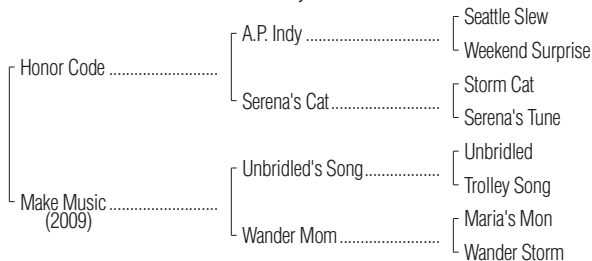 Seattle Slew
A.P. Indy ..............................
Weekend Surprise
Honor Code ........................
Storm Cat
Serena's Cat........................
Serena's Tune
Unbridled
Unbridled's Song.................
Trolley Song
Make Music ........................
(2009)
Maria's Mon
Wander Mom......................
Wander Storm